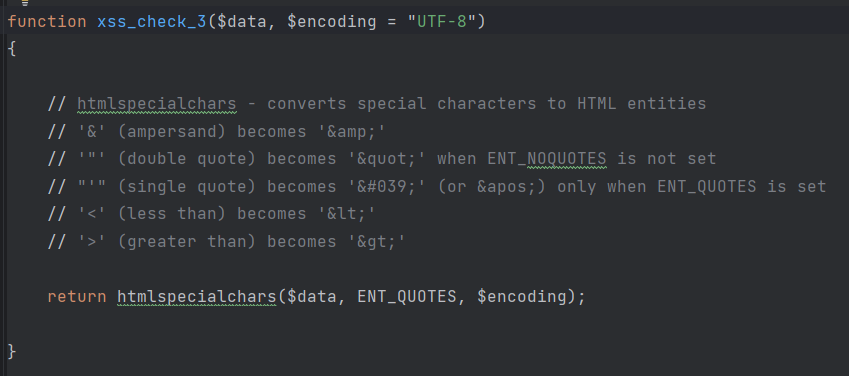 function xss_check_3($data, $encoding = "UTF-8")
{
// htmlspecialchars - converts special characters to HTML entities
// '&' (ampersand) becomes '&amp;'
// '"' (double quote) becomes '&quot;' when ENT_NOQUOTES is not set
// "'" (single quote) becomes '&#039;' (or &apos;) only when ENT_QUOTES is set
// '<' (less than) becomes '&lt;'
// '>' (greater than) becomes '&gt;'
return htmlspecialchars($data, ENT_QUOTES, $encoding);
}